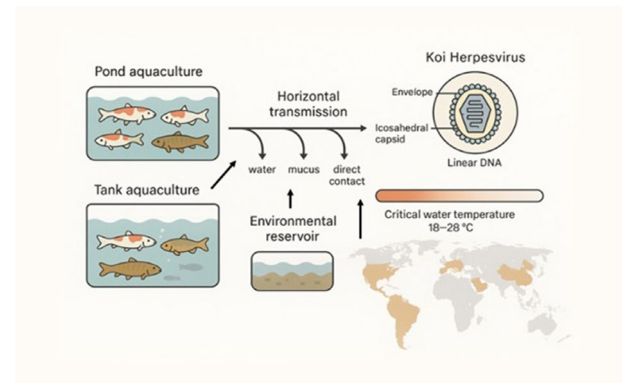 Pond aquaculture
Tank aquaculture
Horizontal
transmission
water
mucus
direct
contact
Environmental
reservoir
Koi Herpesvirus
Envelope
Icosahedral
capsid
Linear DNA
Critical water temperature
18–28 °C